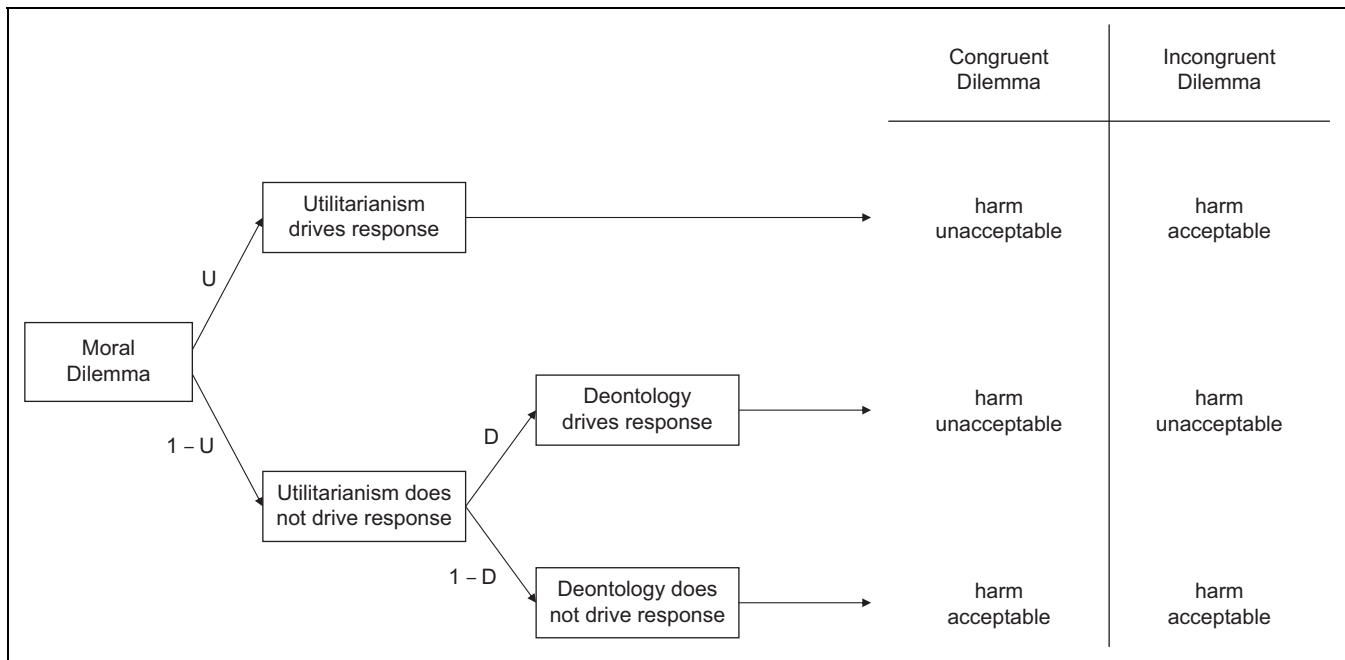 Congruent
Dilemma
Incongruent
Dilemma
Utilitarianism
drives response
harm
unacceptable
harm
acceptable
U
Moral
Dilemma
1 – U
Deontology
drives response
harm
unacceptable
harm
unacceptable
D
Utilitarianism does
not drive response
1 – D
Deontology does
not drive response
harm
acceptable
harm
acceptable